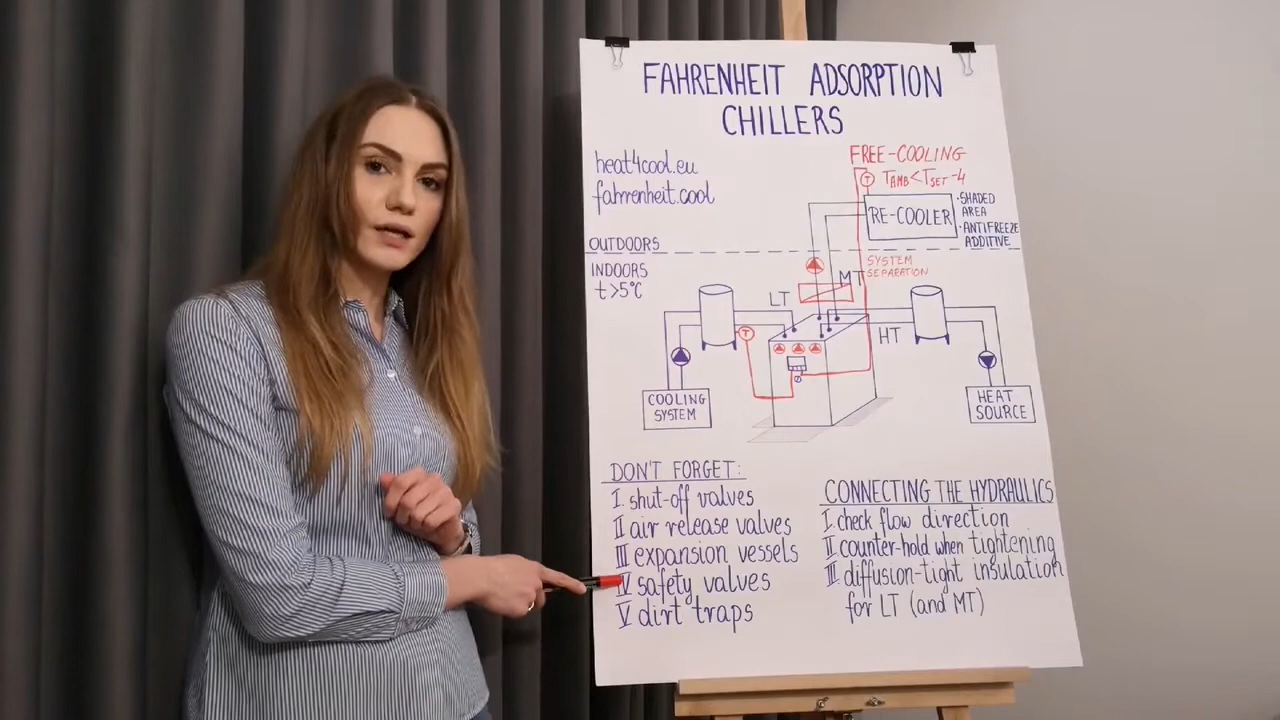 FAHRENHEIT ADSORPTION
CHILLERS
heat4cool.eu
fahrenheit.cool
FREE-COOLING
T
TAMB<TSET-4
RE-COOLER
• SHADED
AREA
• ANTIFREEZE
ADDITIVE
OUTDOORS
INDOORS
t >5°C
SYSTEM
SEPARATION
MT
LT
HT
T
COOLING
SYSTEM
HEAT
SOURCE
DON'T FORGET:
I. shut-off valves
II air release valves
III expansion vessels
IV safety valves
V dirt traps
CONNECTING THE HYDRAULICS
I check flow direction
II counter-hold when tightening
III diffusion-tight insulation
for LT (and MT)